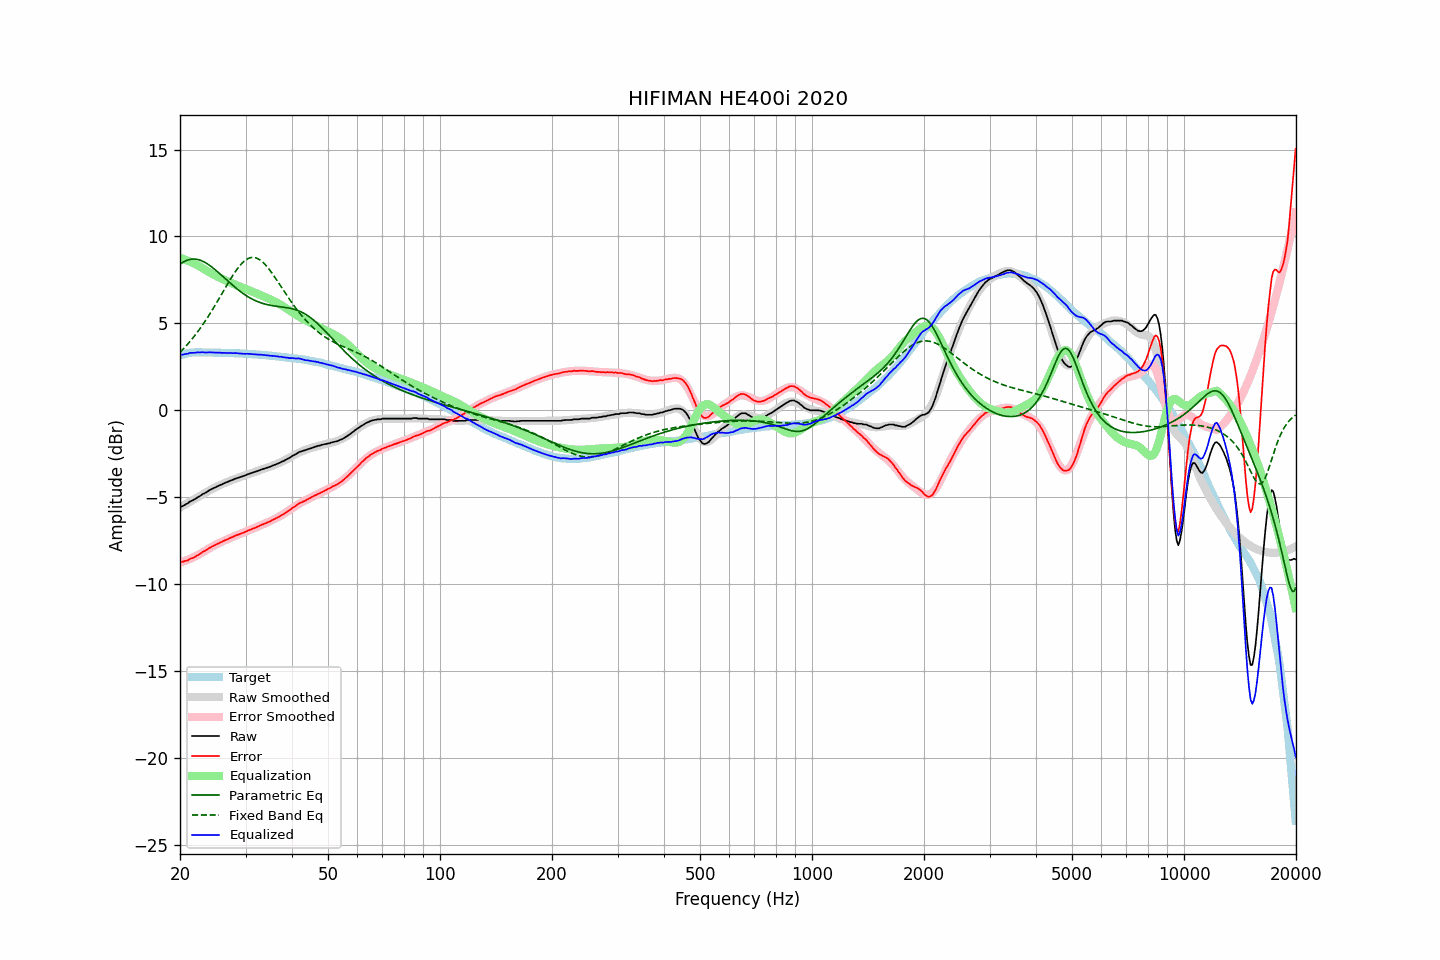 HIFIMAN HE400i 2020
Amplitude (dBr)
15
10
5
0
−5
−10
−15
−20
−25
Target
Raw Smoothed
Error Smoothed
Raw
Error
Equalization
Parametric Eq
Fixed Band Eq
Equalized
20 50 100 200 500 1000 2000 5000 10000 20000
Frequency (Hz)